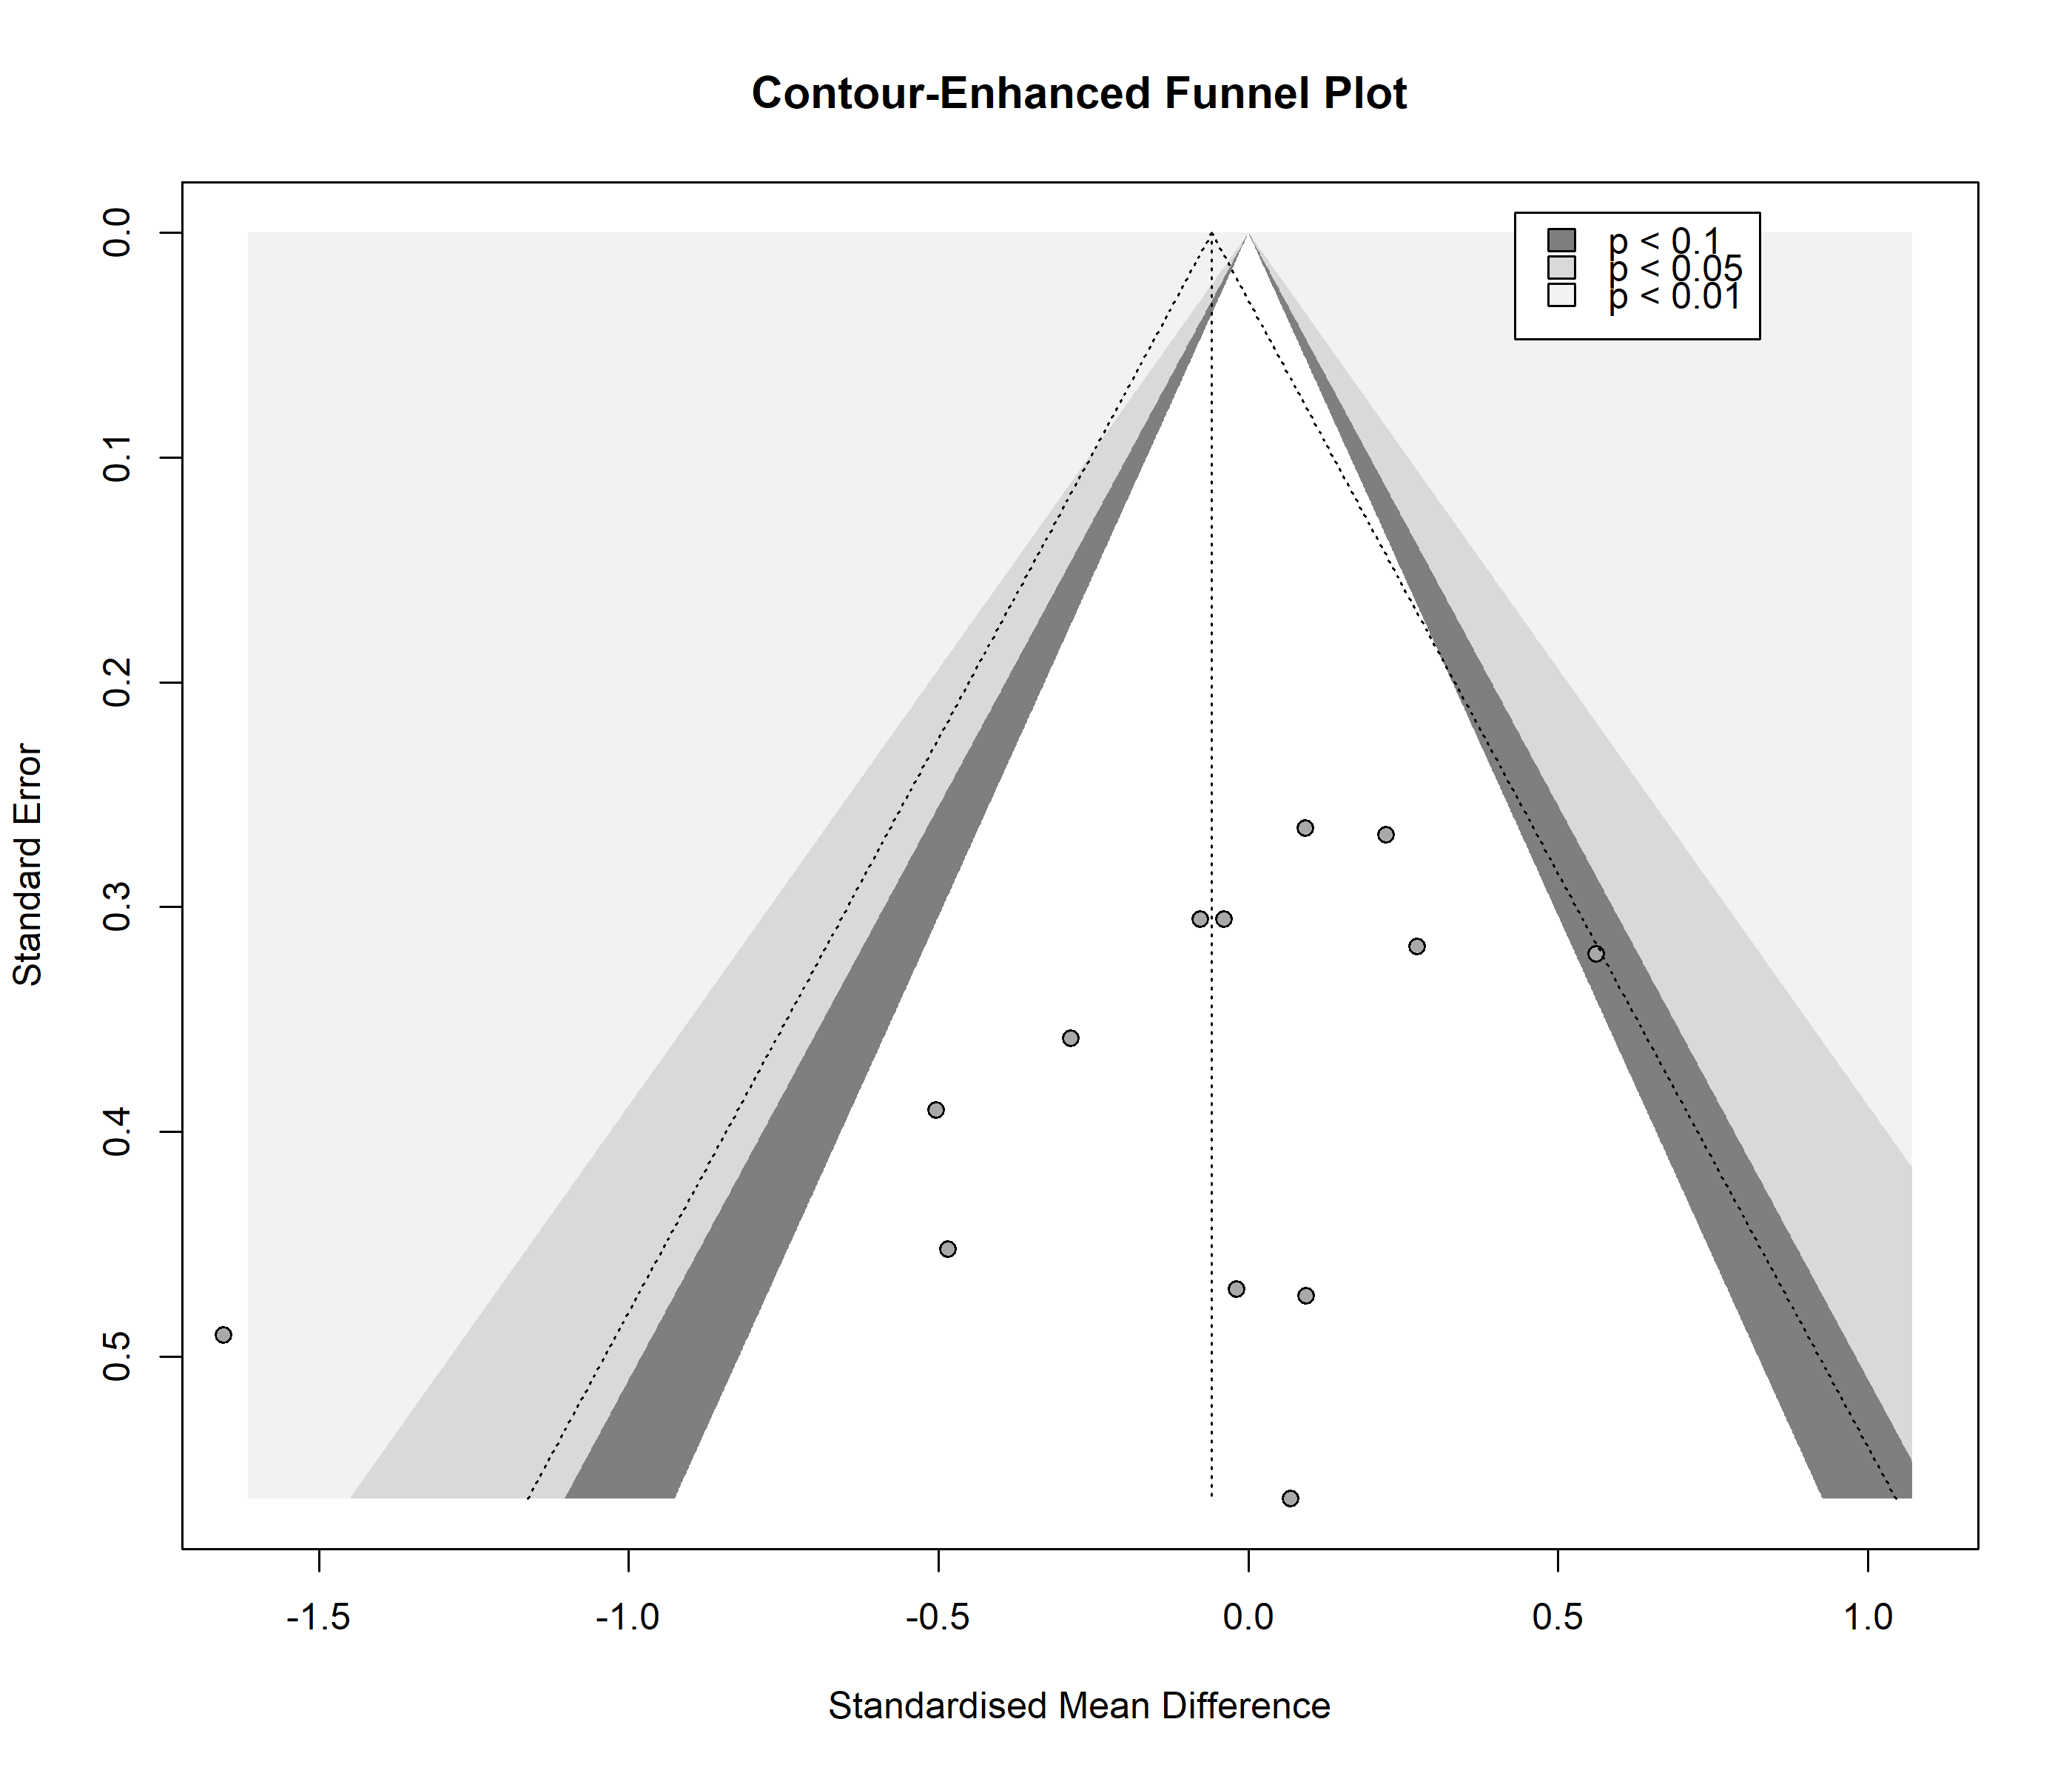 Contour-Enhanced Funnel Plot
p < 0.1
p < 0.05
p < 0.01
0.0
0.1
0.2
0.3
0.4
0.5
Standard Error
-1.5 -1.0 -0.5 0.0 0.5 1.0
Standardised Mean Difference